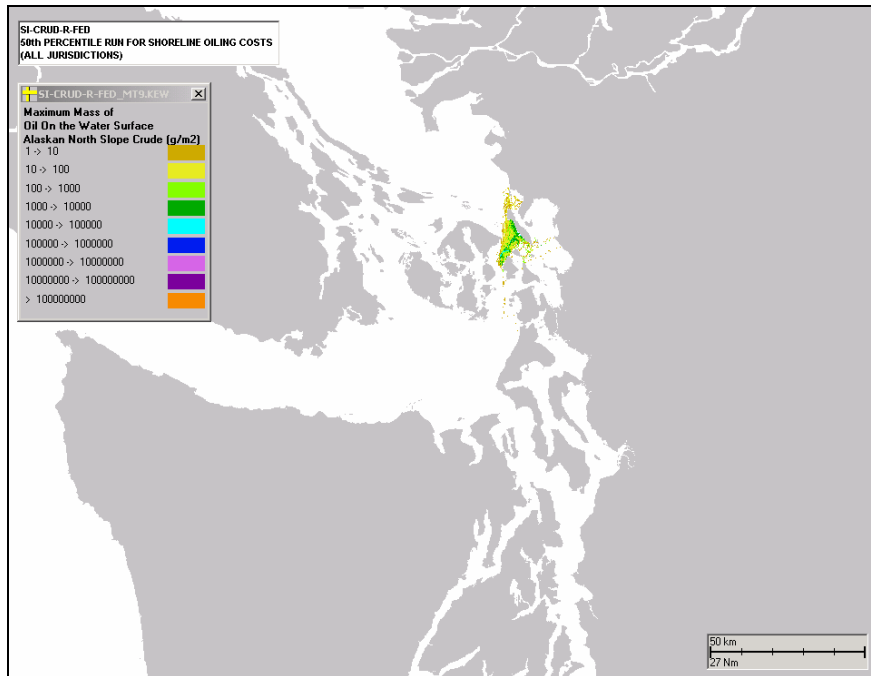 SI-CRUD-R-FED
50th PERCENTILE RUN FOR SHORELINE OILING COSTS
(ALL JURISDICTIONS)
SI-CRUD-R-FED_MT9.KEW
Maximum Mass of
Oil On the Water Surface
Alaskan North Slope Crude (g/m2)
1 -> 10
10 -> 100
100 -> 1000
1000 -> 10000
10000 -> 100000
100000 -> 1000000
1000000 -> 10000000
10000000 -> 100000000
> 100000000
50 km
27 Nm